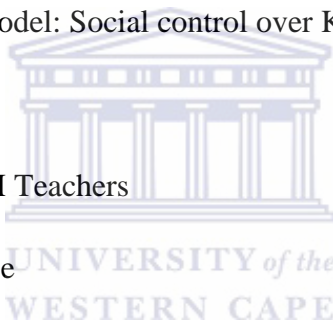 odel: Social control over K
I Teachers
UNIVERSITY of the
e
WESTERN CAPE